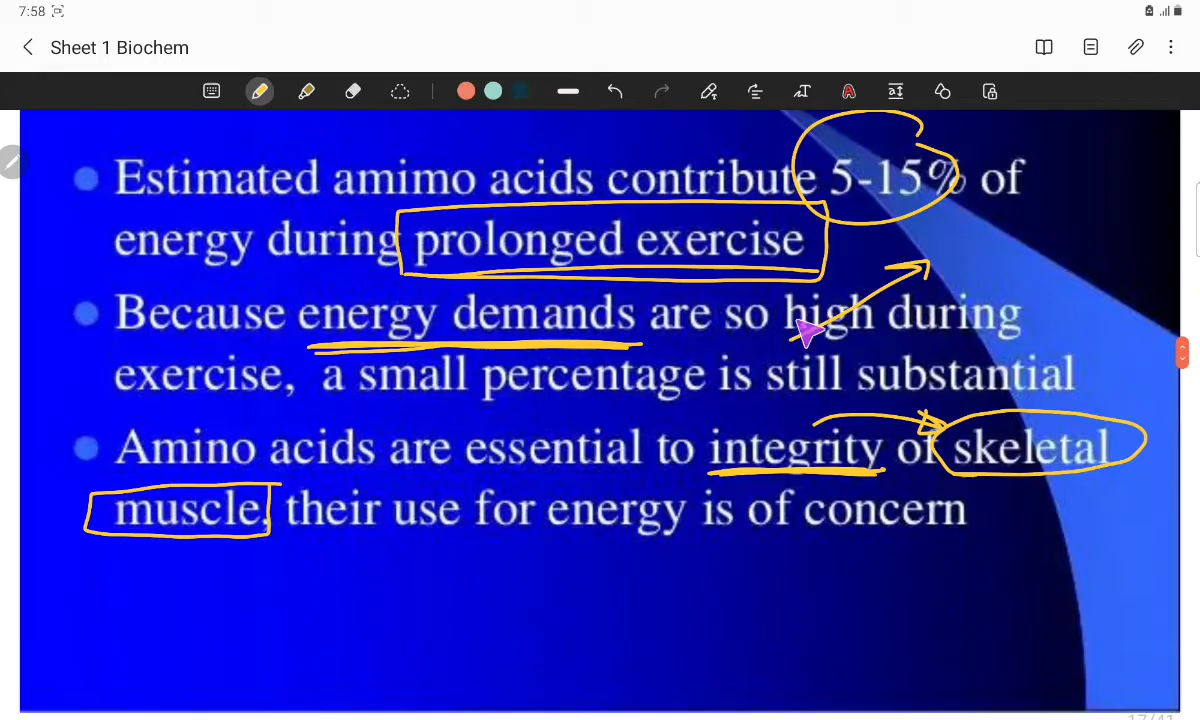 7:58
Sheet 1 Biochem
Estimated amimo acids contribute 5-15% of
energy during prolonged exercise
Because energy demands are so high during
exercise, a small percentage is still substantial
Amino acids are essential to integrity of skeletal
muscle, their use for energy is of concern
17/41